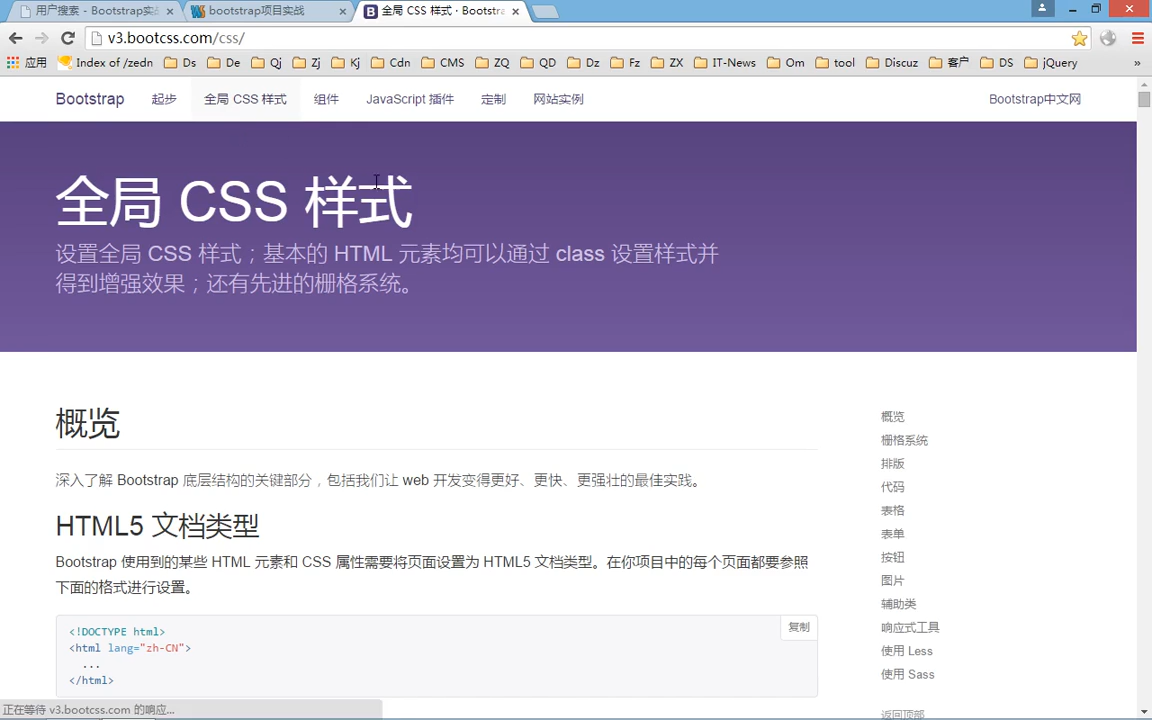 用户搜索 - Bootstrap实
bootstrap项目实战
全局 CSS 样式 · Bootstra
v3.bootcss.com/css/
应用 Index of /zedn Ds De Qj Zj Kj Cdn CMS ZQ QD Dz Fz ZX IT-News Om tool Discuz 客户 DS jQuery »
Bootstrap 起步 全局 CSS 样式 组件 JavaScript 插件 定制 网站实例 Bootstrap中文网
全局 CSS 样式
设置全局 CSS 样式；基本的 HTML 元素均可以通过 class 设置样式并
得到增强效果；还有先进的栅格系统。
概览
深入了解 Bootstrap 底层结构的关键部分，包括我们让 web 开发变得更好、更快、更强壮的最佳实践。
HTML5 文档类型
Bootstrap 使用到的某些 HTML 元素和 CSS 属性需要将页面设置为 HTML5 文档类型。在你项目中的每个页面都要参照
下面的格式进行设置。
复制
<!DOCTYPE html>
<html lang="zh-CN">
...
</html>
概览
栅格系统
排版
代码
表格
表单
按钮
图片
辅助类
响应式工具
使用 Less
使用 Sass
返回顶部
正在等待 v3.bootcss.com 的响应...